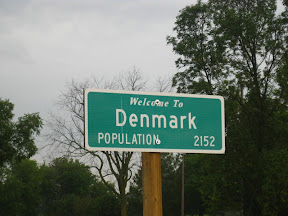 Welcome To
Denmark
POPULATION 2152